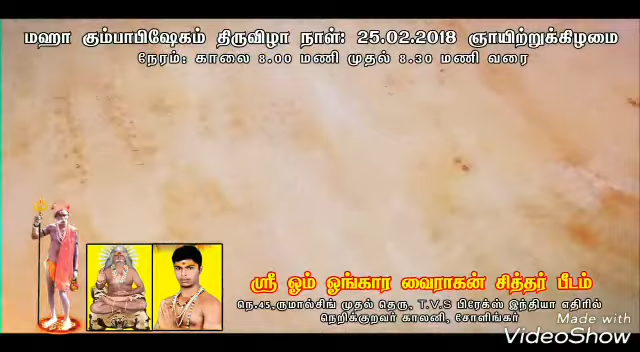 மஹா கும்பாபிஷேகம் திருவிழா நாள்: 25.02.2018 ஞாயிற்றுக்கிழமை
நேரம்: காலை 8.00 மணி முதல் 8.30 மணி வரை
ஸ்ரீ ஓம் ஓங்கார வைராகன் சித்தர் பீடம்
நெ.45,ருமால்சிங் முதல் தெரு, T.V.S பிரேக்ஸ் இந்தியா எதிரில்
நெறிக்குறவர் காலனி, சோளிங்கர்
Made with
VideoShow